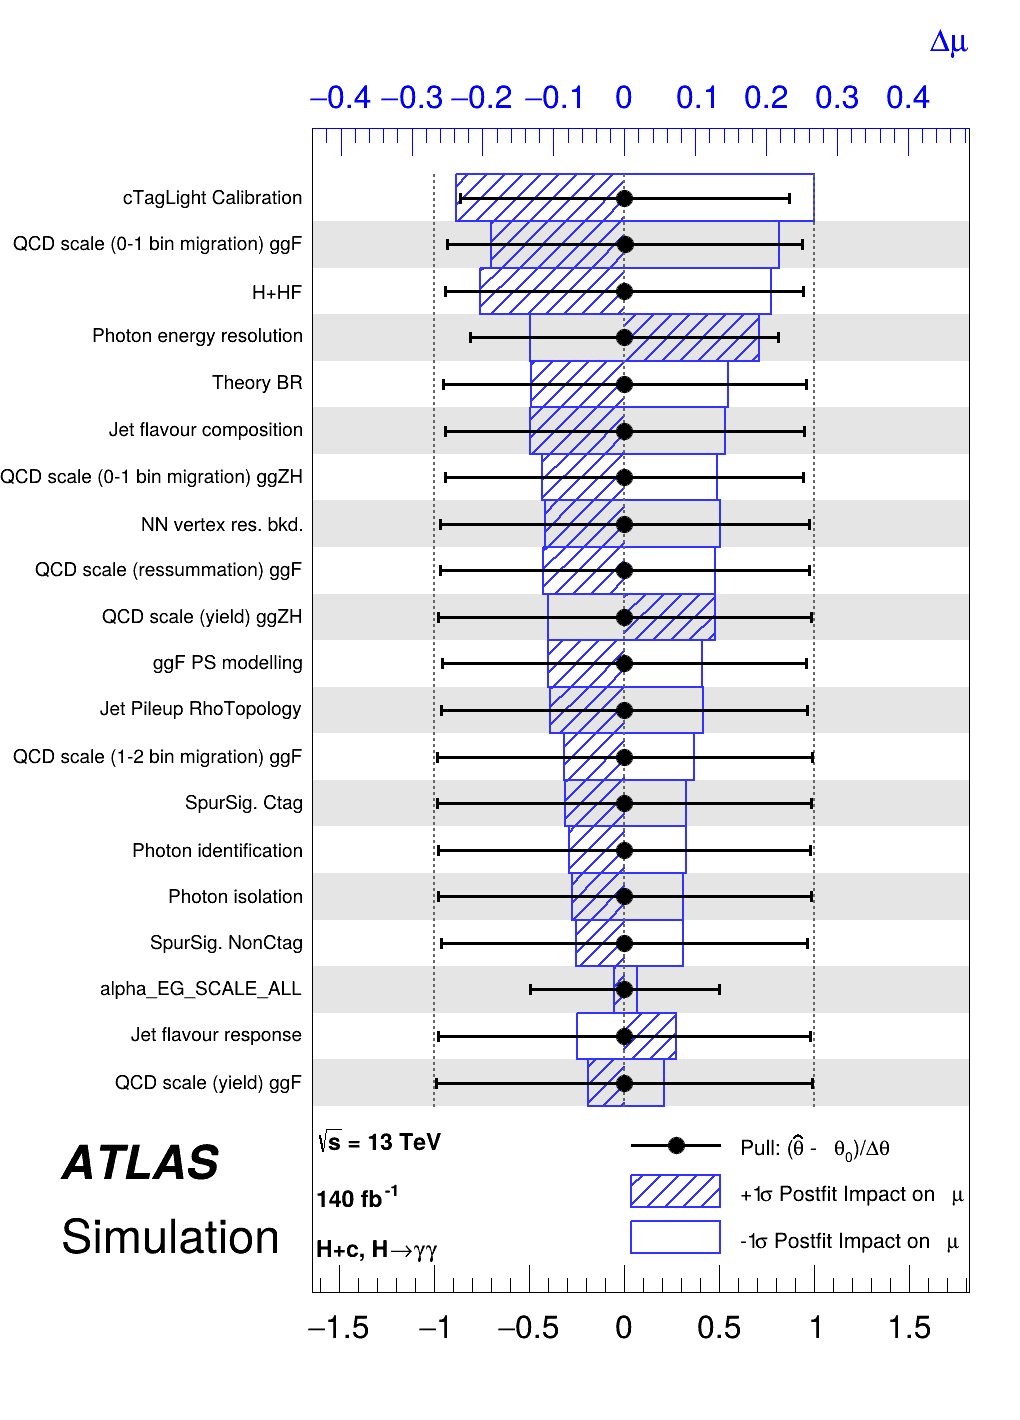 Δμ
−0.4 −0.3 −0.2 −0.1 0 0.1 0.2 0.3 0.4
cTagLight Calibration
QCD scale (0-1 bin migration) ggF
H+HF
Photon energy resolution
Theory BR
Jet flavour composition
QCD scale (0-1 bin migration) ggZH
NN vertex res. bkd.
QCD scale (ressummation) ggF
QCD scale (yield) ggZH
ggF PS modelling
Jet Pileup RhoTopology
QCD scale (1-2 bin migration) ggF
SpurSig. Ctag
Photon identification
Photon isolation
SpurSig. NonCtag
alpha_EG_SCALE_ALL
Jet flavour response
QCD scale (yield) ggF
ATLAS
Simulation
√s = 13 TeV
140 fb⁻¹
H+c, H→γγ
Pull: (θ̂ - θ₀)/Δθ
+1σ Postfit Impact on μ
-1σ Postfit Impact on μ
−1.5 −1 −0.5 0 0.5 1 1.5